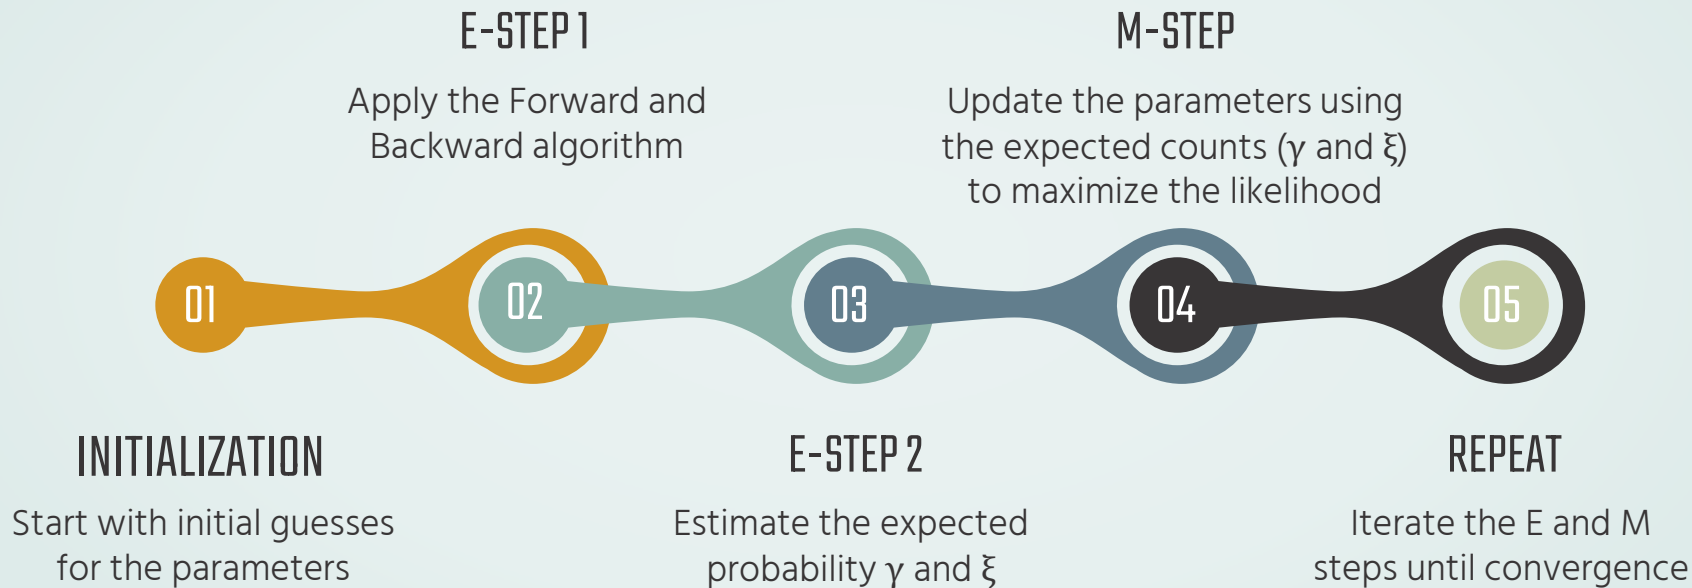 E-STEP 1
Apply the Forward and
Backward algorithm
M-STEP
Update the parameters using
the expected counts (γ and ξ)
to maximize the likelihood
01
02
03
04
05
INITIALIZATION
Start with initial guesses
for the parameters
E-STEP 2
Estimate the expected
probability γ and ξ
REPEAT
Iterate the E and M
steps until convergence